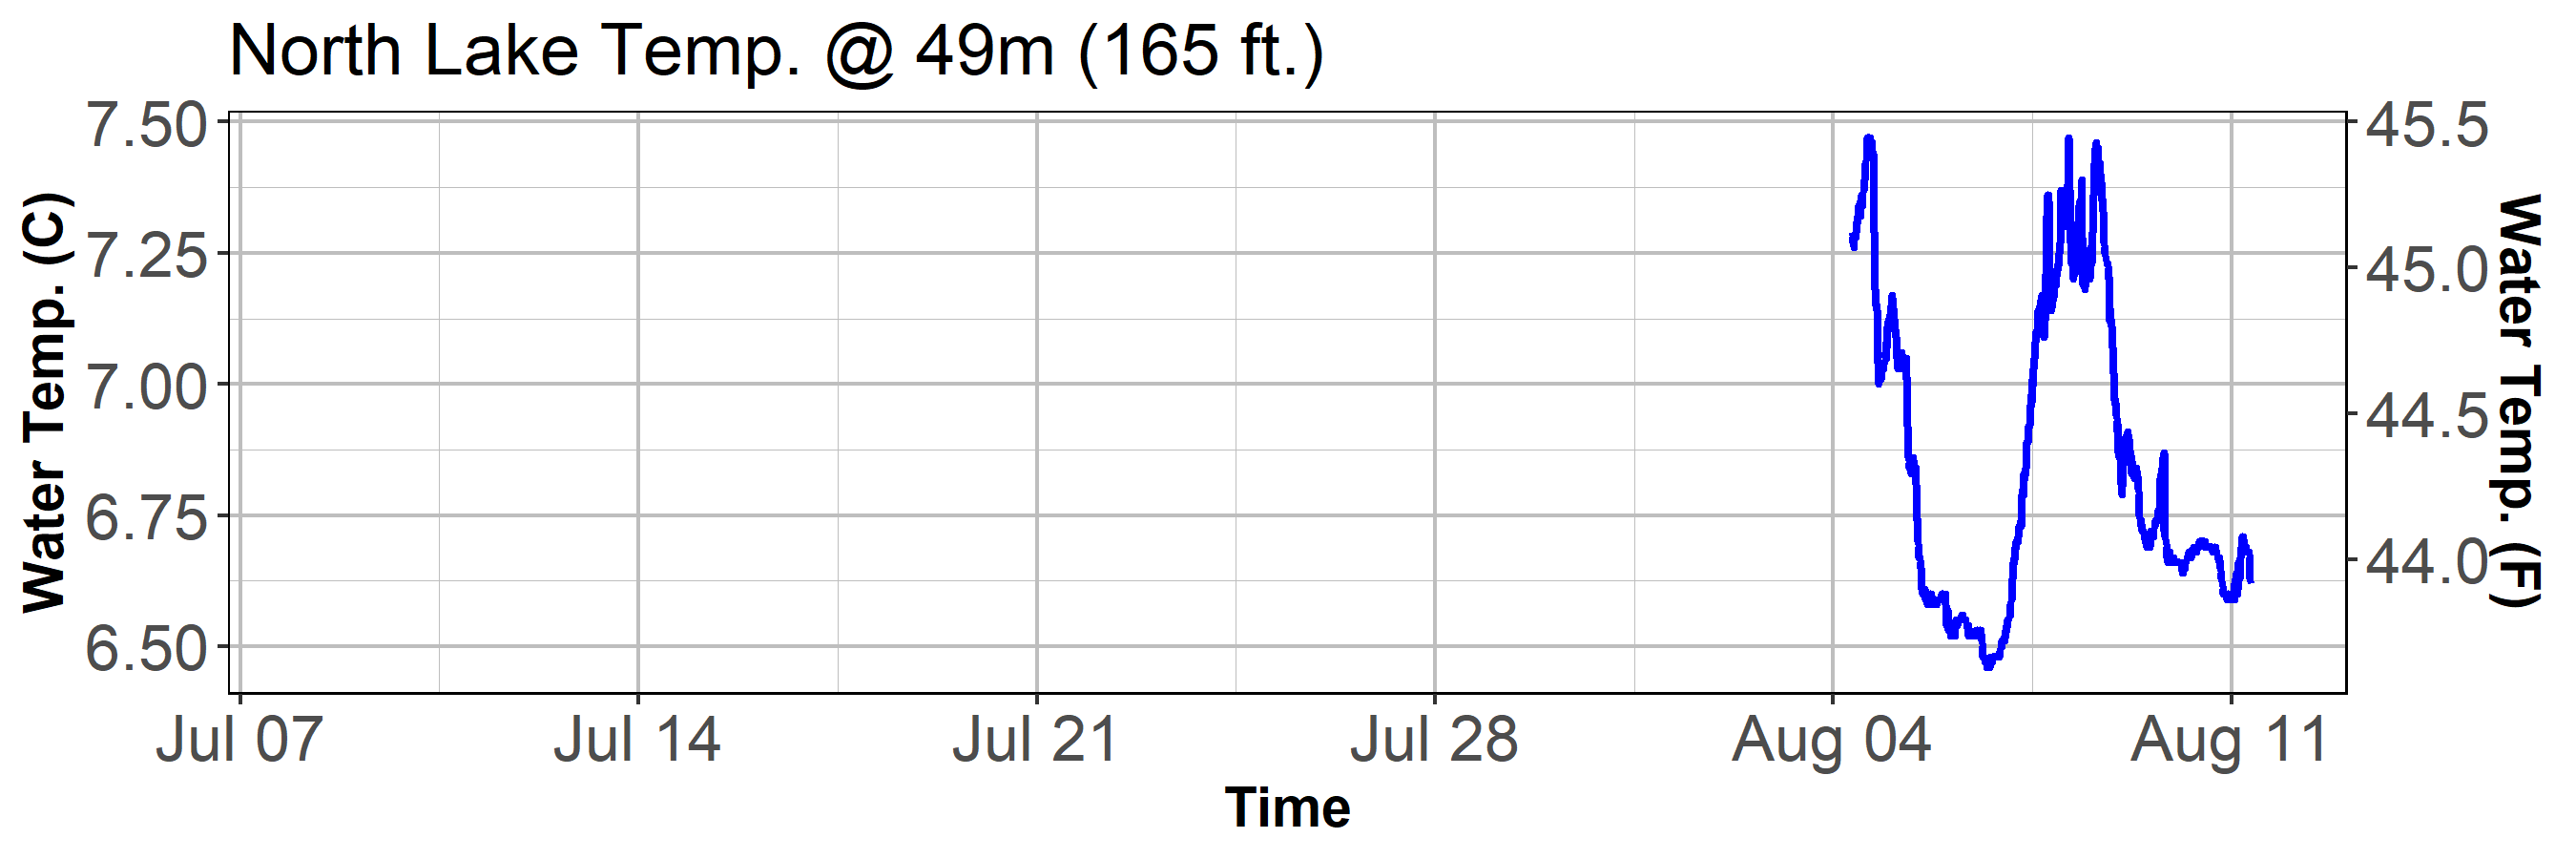 North Lake Temp. @ 49m (165 ft.)
7.50
7.25
7.00
6.75
6.50
Water Temp. (C)
45.5
45.0
44.5
44.0
Water Temp. (F)
Jul 07 Jul 14 Jul 21 Jul 28 Aug 04 Aug 11
Time